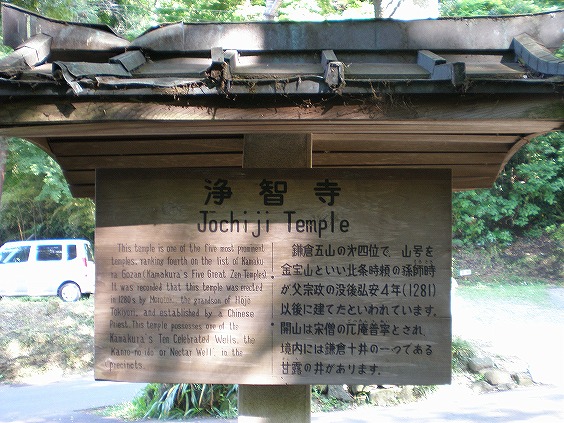 浄智寺
Jōchiji Temple
This temple is one of the five most prominent
temples, ranking fourth on the list of Kamaku
ra Gozan (Kamakura's Five Great Zen Temples).
It was recorded that this temple was erected
in 1280's by Morotoki, the grandson of Hojo
Tokiyori, and established by a Chinese
Priest. This temple possesses one of the
Kamakura's Ten Celebrated Wells, the
Kanro-no-ido or Nectar Well, in the
precincts.
鎌倉五山の第四位で、山号を
金宝山といい北条時頼の孫師時
が父宗政の没後弘安4年(1281)
以後に建てたといわれています。
開山は宋僧の兀庵普寧とされ、
境内には鎌倉十井の一つである
甘露の井があります。